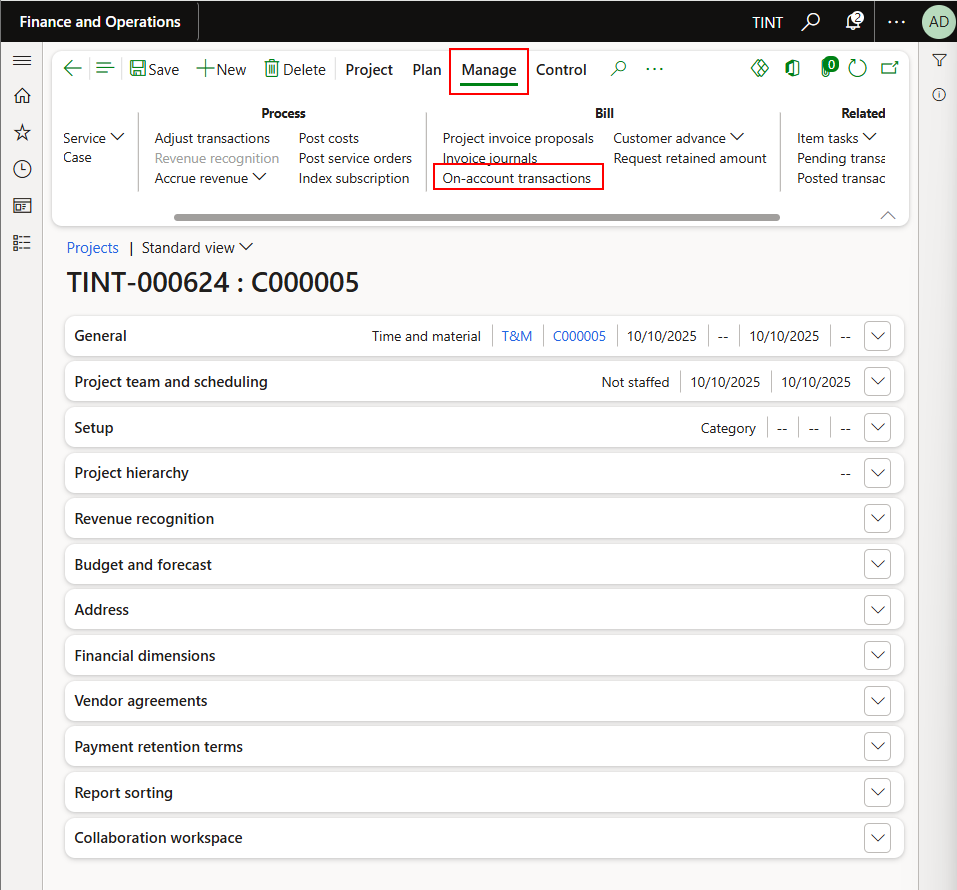 Finance and Operations TINT 2 ... AD
Save New Delete Project Plan Manage Control ... 0
Process Bill Related
Service Adjust transactions Post costs Project invoice proposals Customer advance Item tasks
Case Revenue recognition Post service orders Invoice journals Request retained amount Pending transa
Accrue revenue Index subscription On-account transactions Posted transac
Projects | Standard view
TINT-000624 : C000005
General Time and material T&M C000005 10/10/2025 -- 10/10/2025 --
Project team and scheduling Not staffed 10/10/2025 10/10/2025
Setup Category -- -- --
Project hierarchy --
Revenue recognition
Budget and forecast
Address
Financial dimensions
Vendor agreements
Payment retention terms
Report sorting
Collaboration workspace